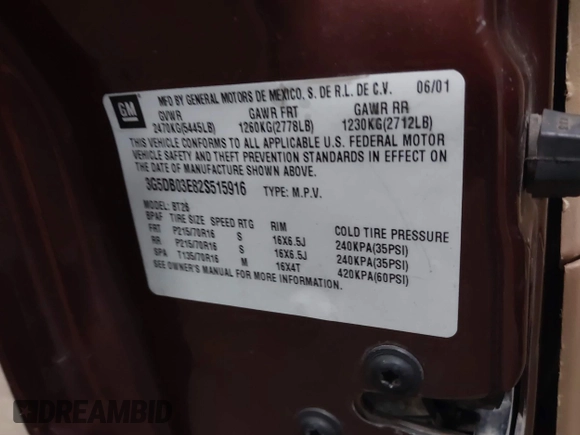 GM
MFD BY GENERAL MOTORS DE MEXICO, S. DE R.L. DE C.V. 06/01
GVWR GAWR FRT GAWR RR
2470KG(5445LB) 1260KG(2778LB) 1230KG(2712LB)
THIS VEHICLE CONFORMS TO ALL APPLICABLE U.S. FEDERAL MOTOR
VEHICLE SAFETY AND THEFT PREVENTION STANDARDS IN EFFECT ON
THE DATE OF MANUFACTURE SHOWN ABOVE.
3G5DB03E82S515916 TYPE: M.P.V.
MODEL: BT26
BPAF TIRE SIZE SPEED RTG RIM COLD TIRE PRESSURE
FRT P215/70R16 S 16X6.5J 240KPA(35PSI)
RR P215/70R16 S 16X6.5J 240KPA(35PSI)
SPA T135/70R16 M 16X4T 420KPA(60PSI)
SEE OWNER'S MANUAL FOR MORE INFORMATION.
DREAMBID